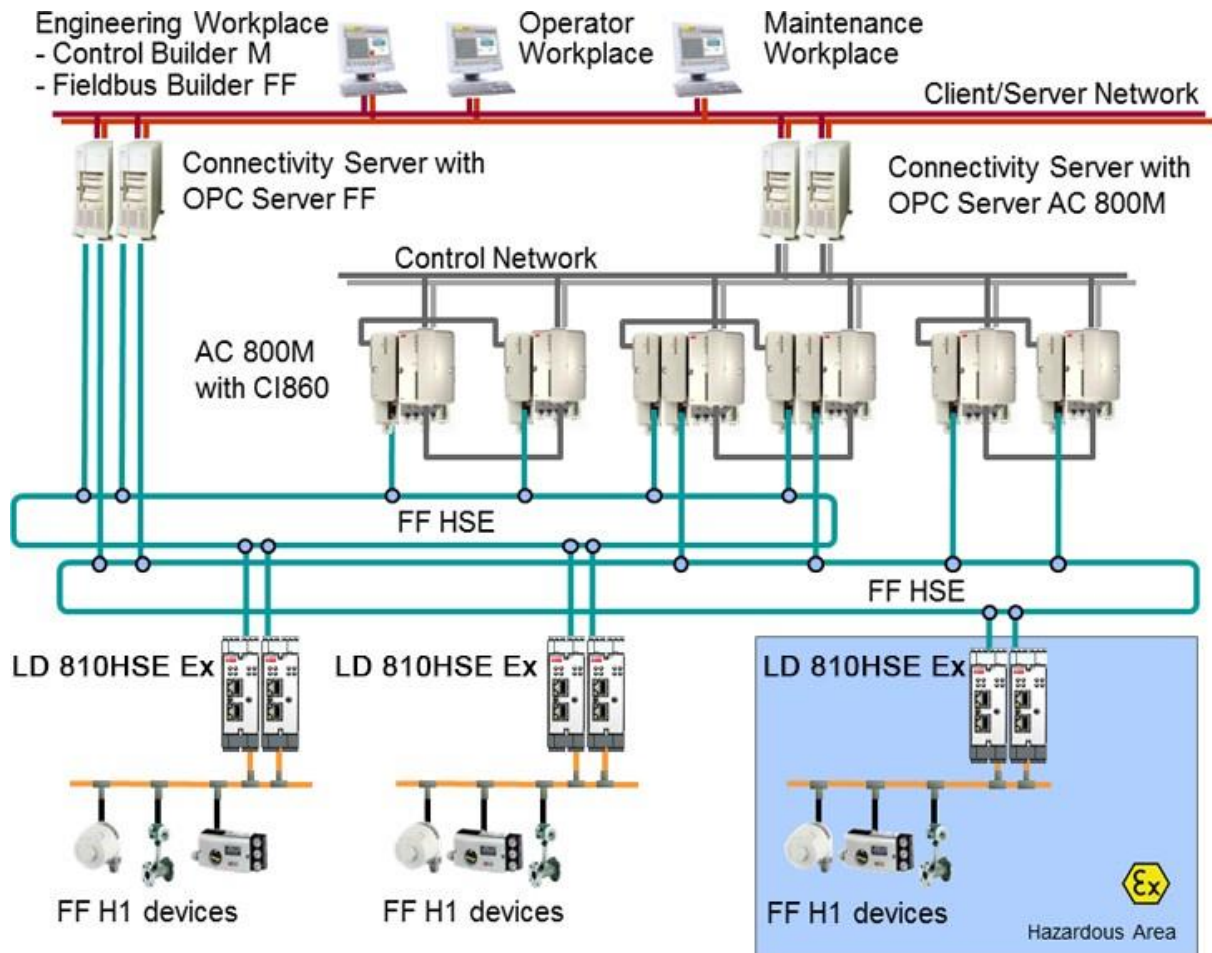 Engineering Workplace
- Control Builder M
- Fieldbus Builder FF
Operator
Workplace
Maintenance
Workplace
Client/Server Network
Connectivity Server with
OPC Server FF
Connectivity Server with
OPC Server AC 800M
Control Network
AC 800M
with CI860
FF HSE
FF HSE
LD 810HSE Ex
LD 810HSE Ex
LD 810HSE Ex
FF H1 devices
FF H1 devices
FF H1 devices
Ex
Hazardous Area